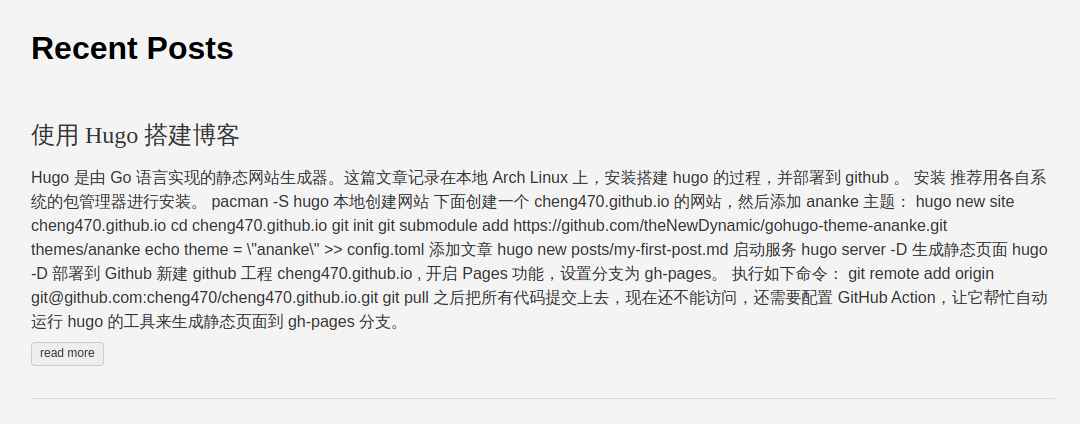 Recent Posts
使用 Hugo 搭建博客
Hugo 是由 Go 语言实现的静态网站生成器。这篇文章记录在本地 Arch Linux 上，安装搭建 hugo 的过程，并部署到 github 。 安装 推荐用各自系
统的包管理器进行安装。 pacman -S hugo 本地创建网站 下面创建一个 cheng470.github.io 的网站，然后添加 ananke 主题： hugo new site
cheng470.github.io cd cheng470.github.io git init git submodule add https://github.com/theNewDynamic/gohugo-theme-ananke.git
themes/ananke echo theme = \"ananke\" >> config.toml 添加文章 hugo new posts/my-first-post.md 启动服务 hugo server -D 生成静态页面 hugo
-D 部署到 Github 新建 github 工程 cheng470.github.io , 开启 Pages 功能，设置分支为 gh-pages。 执行如下命令： git remote add origin
git@github.com:cheng470/cheng470.github.io.git git pull 之后把所有代码提交上去，现在还不能访问，还需要配置 GitHub Action，让它帮忙自动
运行 hugo 的工具来生成静态页面到 gh-pages 分支。
read more